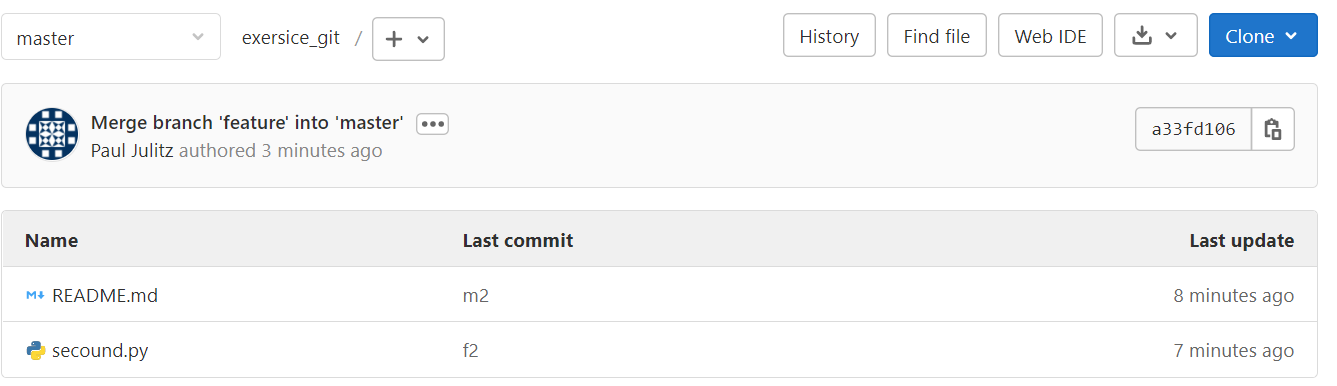 master exersice_git / History Find file Web IDE Clone
Merge branch 'feature' into 'master'
Paul Julitz authored 3 minutes ago
a33fd106
Name Last commit Last update
README.md m2 8 minutes ago
secound.py f2 7 minutes ago